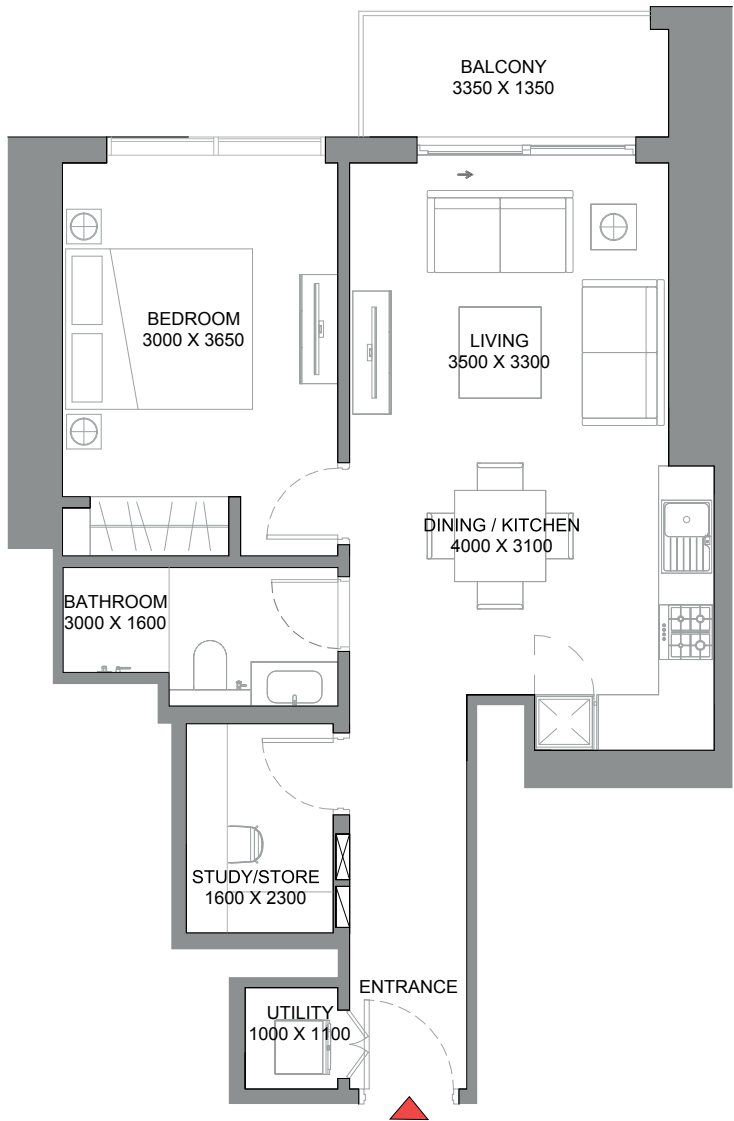 BALCONY
3350 X 1350
BEDROOM
3000 X 3650
LIVING
3500 X 3300
DINING / KITCHEN
4000 X 3100
BATHROOM
3000 X 1600
STUDY/STORE
1600 X 2300
ENTRANCE
UTILITY
1000 X 1100